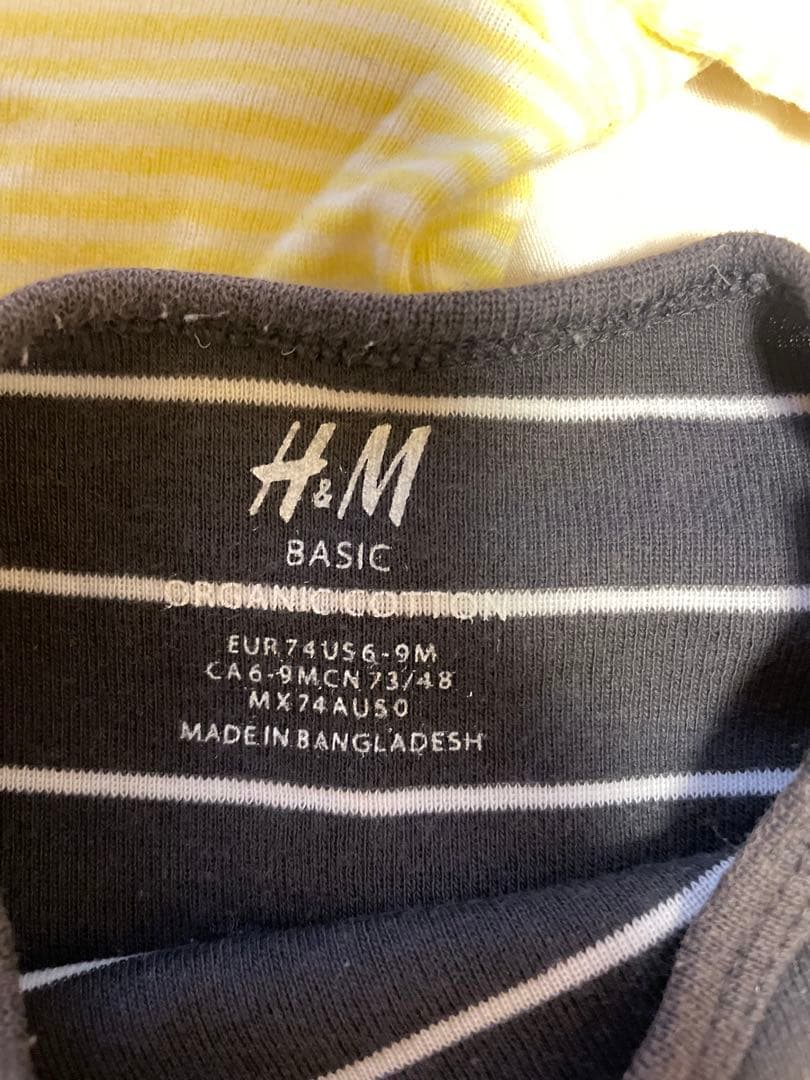 H&M
BASIC
ORGANIC COTTON
EUR 74 US 6-9M
CA 6-9M CN 73/48
MX 74 AUS 0
MADE IN BANGLADESH